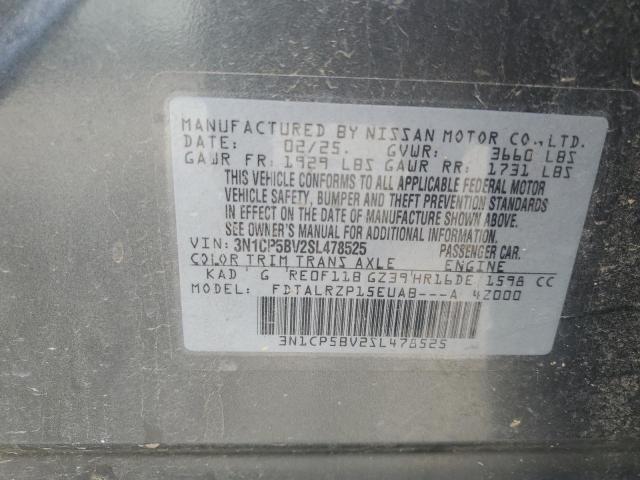 MANUFACTURED BY NISSAN MOTOR CO.,LTD.
DATE: 02/25. GVWR: 3660 LBS
GAWR FR: 1929 LBS GAWR RR: 1731 LBS
THIS VEHICLE CONFORMS TO ALL APPLICABLE FEDERAL MOTOR
VEHICLE SAFETY, BUMPER AND THEFT PREVENTION STANDARDS
IN EFFECT ON THE DATE OF MANUFACTURE SHOWN ABOVE.
SEE OWNER'S MANUAL FOR ADDITIONAL INFORMATION
VIN: 3N1CP5BV2SL478525 PASSENGER CAR.
COLOR TRIM TRANS AXLE ENGINE
KAD G RE0F11B GZ39 HR16DE 1598 CC
MODEL: FDTALRZP15EUAB---A 4Z000
3N1CP5BV2SL478525